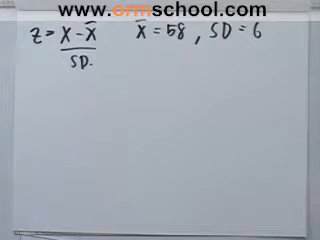 www.ormschool.com
z = x - x̄ x̄ = 58 , SD = 6
SD.